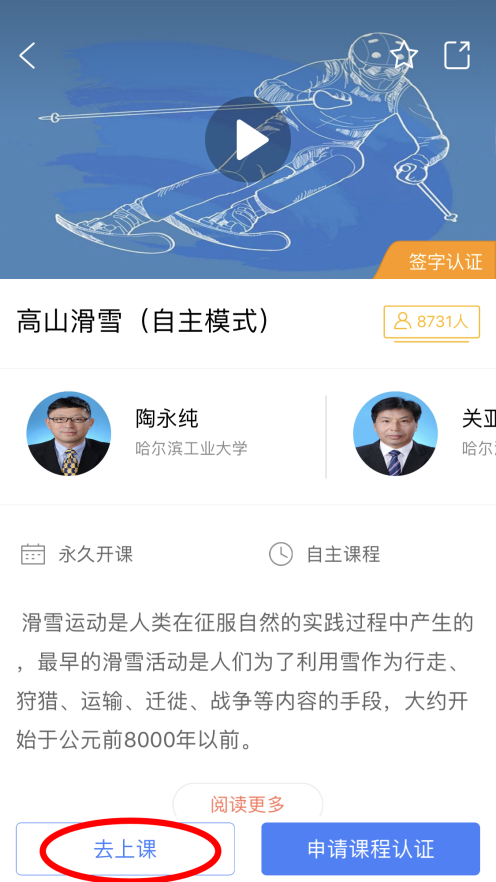 签字认证
高山滑雪（自主模式）
8731人
陶永纯
哈尔滨工业大学
关亚
哈尔
永久开课
自主课程
滑雪运动是人类在征服自然的实践过程中产生的
，最早的滑雪活动是人们为了利用雪作为行走、
狩猎、运输、迁徙、战争等内容的手段，大约开
始于公元前8000年以前。
阅读更多
去上课
申请课程认证